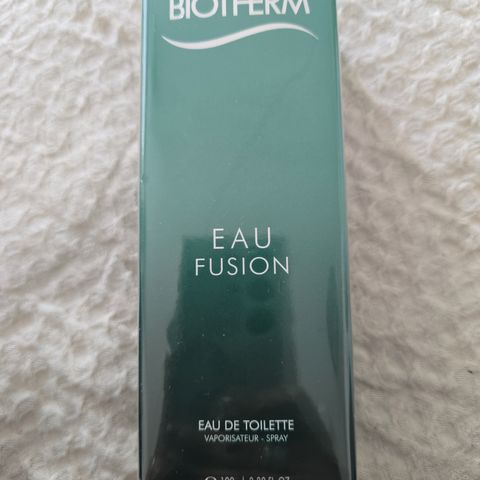 BIOTHERM
EAU
FUSION
EAU DE TOILETTE
VAPORISATEUR - SPRAY